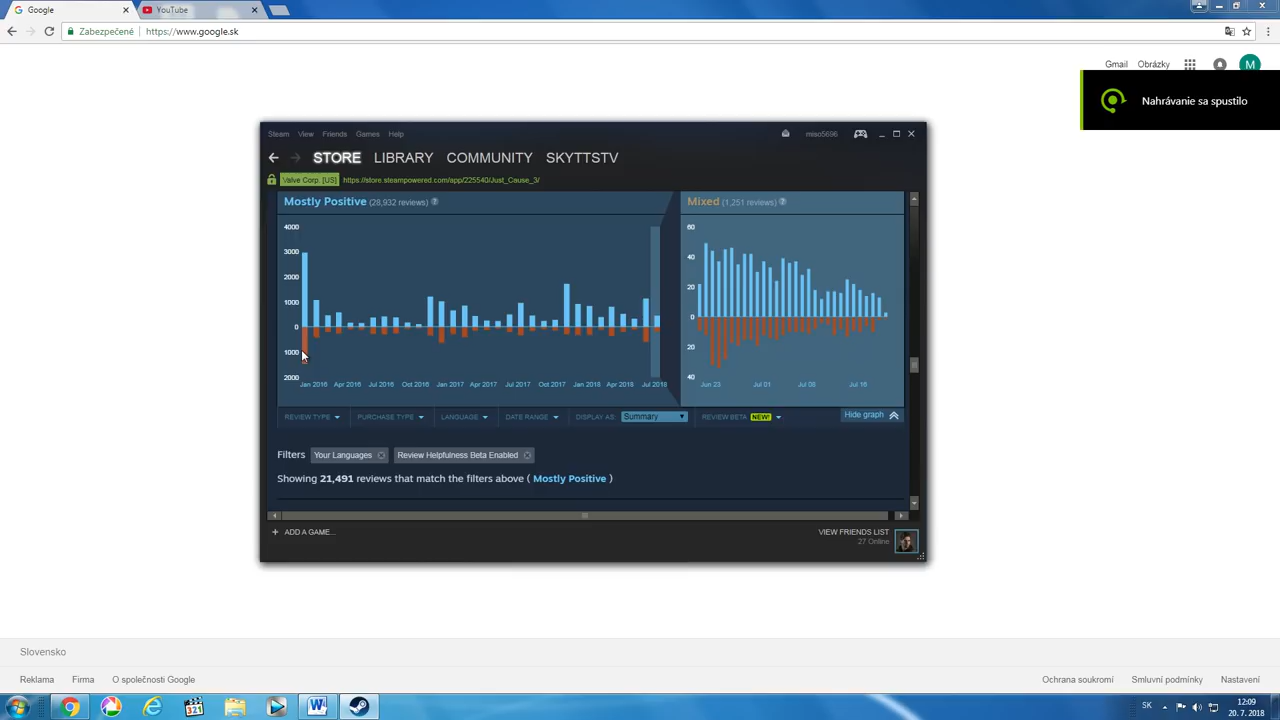 Google
YouTube
Zabezpečené
https://www.google.sk
Gmail
Obrázky
M
Nahrávanie sa spustilo
Steam View Friends Games Help
miso5696
STORE LIBRARY COMMUNITY SKYTTSTV
Valve Corp. [US]
https://store.steampowered.com/app/225540/Just_Cause_3/
Mostly Positive (28,932 reviews) ?
4000
3000
2000
1000
0
1000
2000
Jan 2016 Apr 2016 Jul 2016 Oct 2016 Jan 2017 Apr 2017 Jul 2017 Oct 2017 Jan 2018 Apr 2018 Jul 2018
Mixed (1,251 reviews) ?
60
40
20
0
20
40
Jun 23 Jul 01 Jul 08 Jul 16
REVIEW TYPE PURCHASE TYPE LANGUAGE DATE RANGE DISPLAY AS: Summary REVIEW BETA NEW! Hide graph
Filters Your Languages Review Helpfulness Beta Enabled
Showing 21,491 reviews that match the filters above ( Mostly Positive )
+ ADD A GAME...
VIEW FRIENDS LIST
27 Online
Slovensko
Reklama Firma O společnosti Google
Ochrana soukromí Smluvní podmínky Nastavení
321
W
SK
12:09
20. 7. 2018